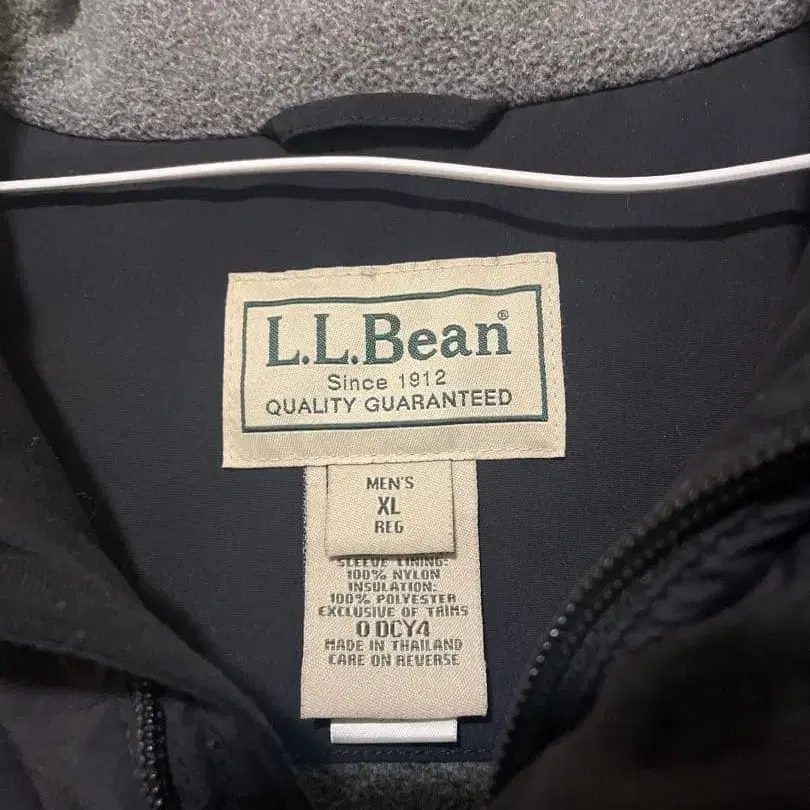 L.L.Bean®
Since 1912
QUALITY GUARANTEED
MEN'S
XL
REG
SLEEVE LINING:
100% NYLON
INSULATION:
100% POLYESTER
EXCLUSIVE OF TRIMS
0 DCY4
MADE IN THAILAND
CARE ON REVERSE